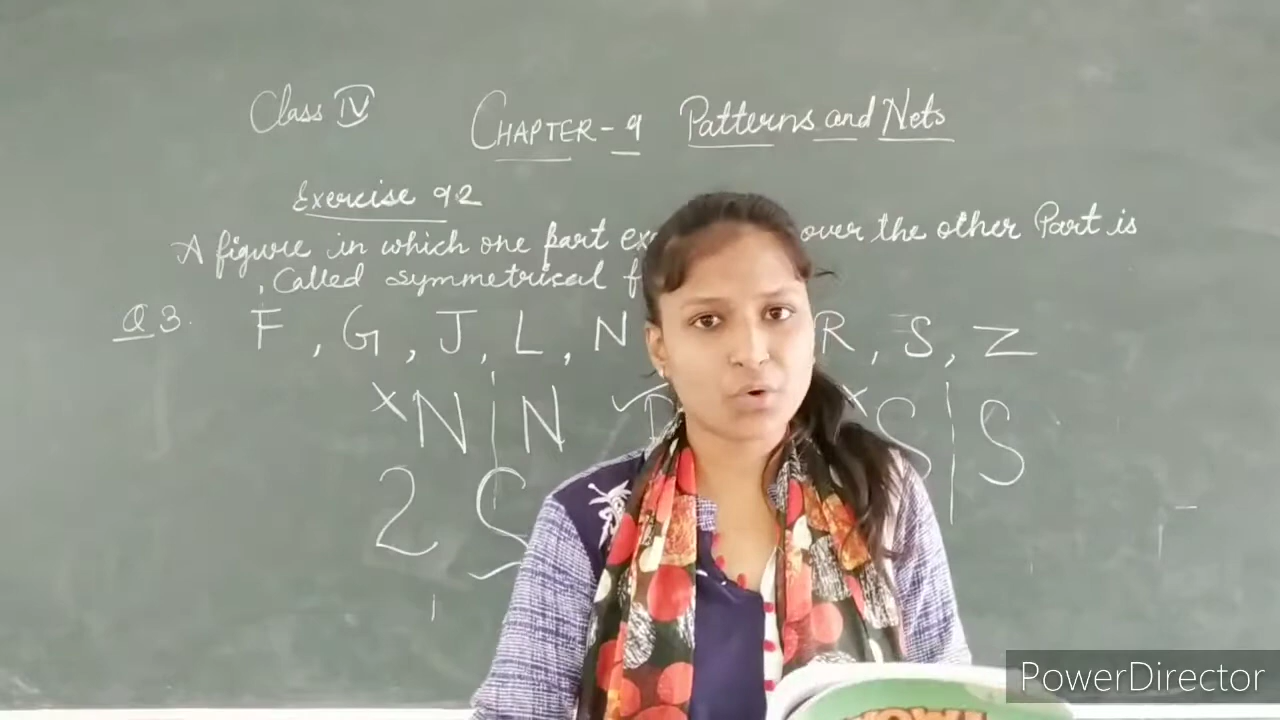 Class IV
CHAPTER-9 Patterns and Nets
Exercise 9.2
A figure in which one part over the other Part is
called symmetrical
Q 3. F, G, J, L, N R, S, Z
× N N ✓ × S S
2 S
PowerDirector